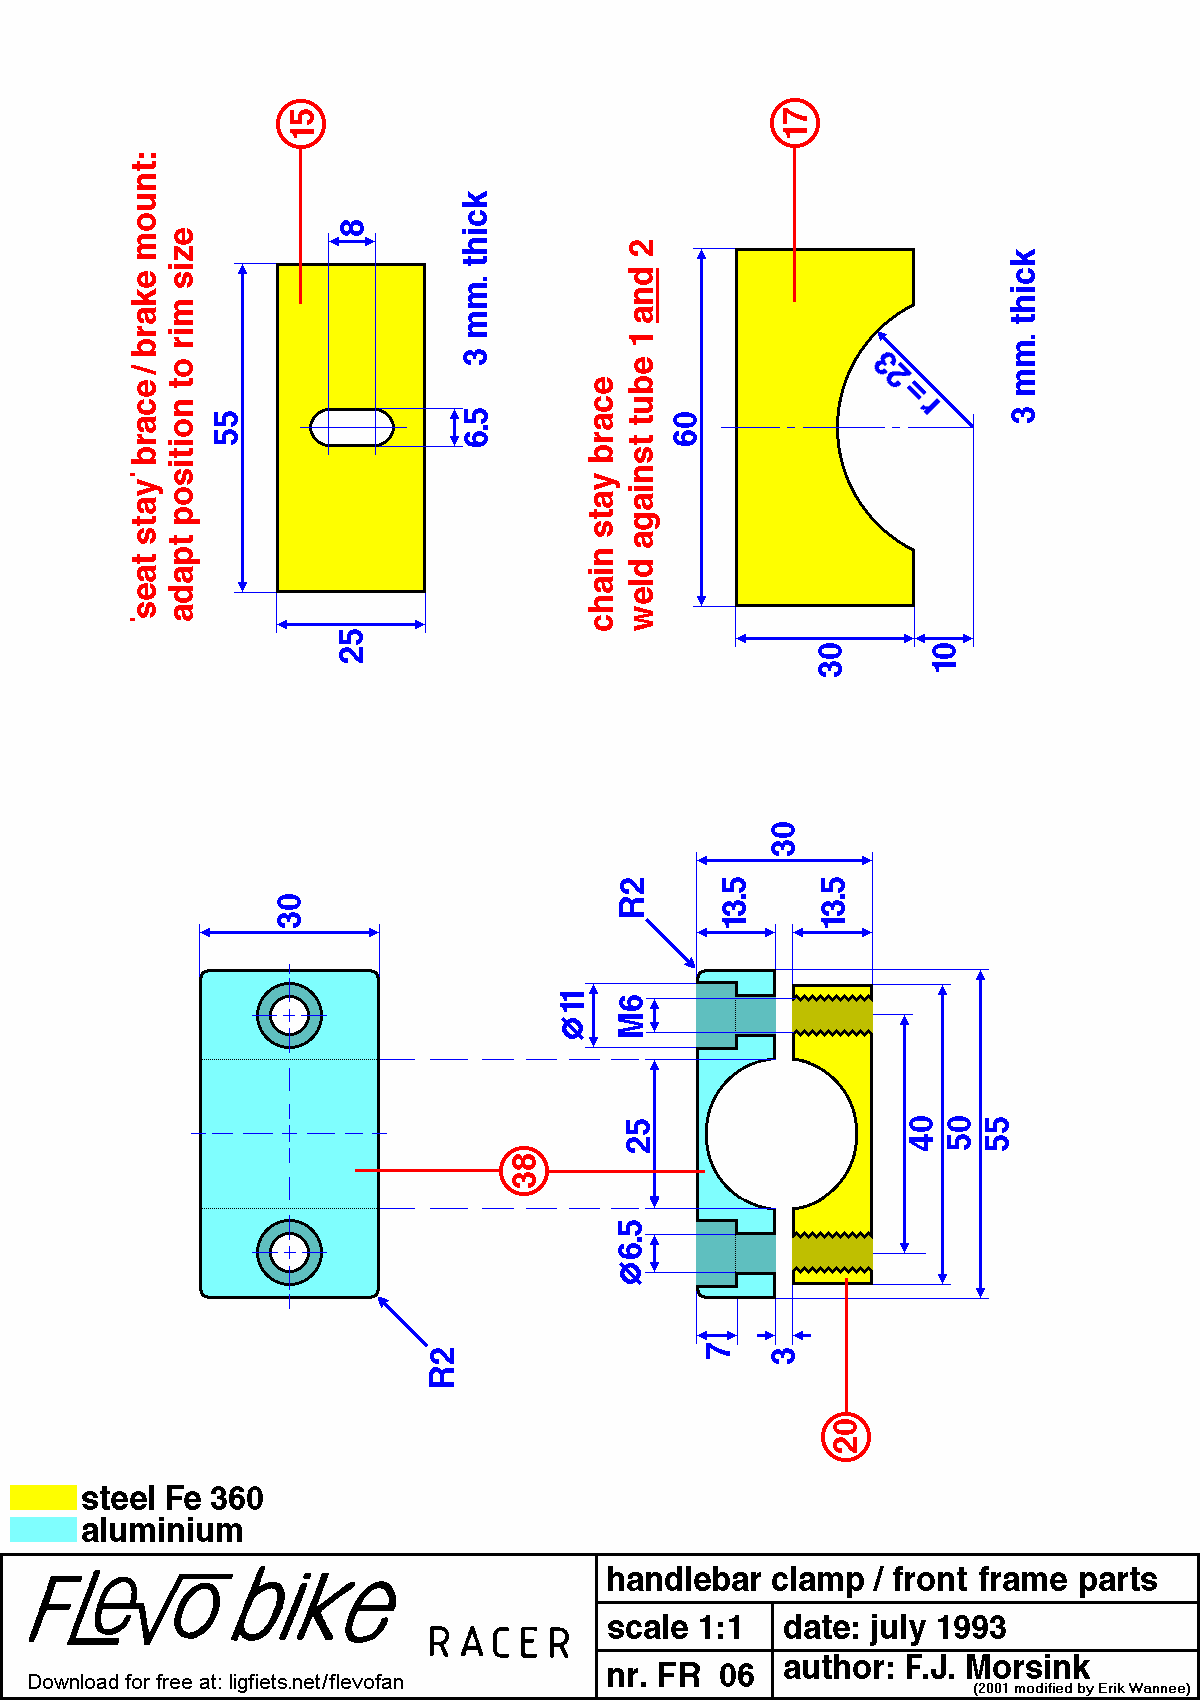 15
17
'seat stay' brace / brake mount:
adapt position to rim size
8
3 mm. thick
55
6.5
25
chain stay brace
weld against tube 1 and 2
60
r=23
3 mm. thick
30
10
30
R2
38
30
R2
13.5
13.5
ø11
M6
25
ø6.5
40
50
55
7
3
20
steel Fe 360
aluminium
Flevobike
RACER
Download for free at: ligfiets.net/flevofan
handlebar clamp / front frame parts
scale 1:1
date: july 1993
nr. FR 06
author: F.J. Morsink
(2001 modified by Erik Wannee)